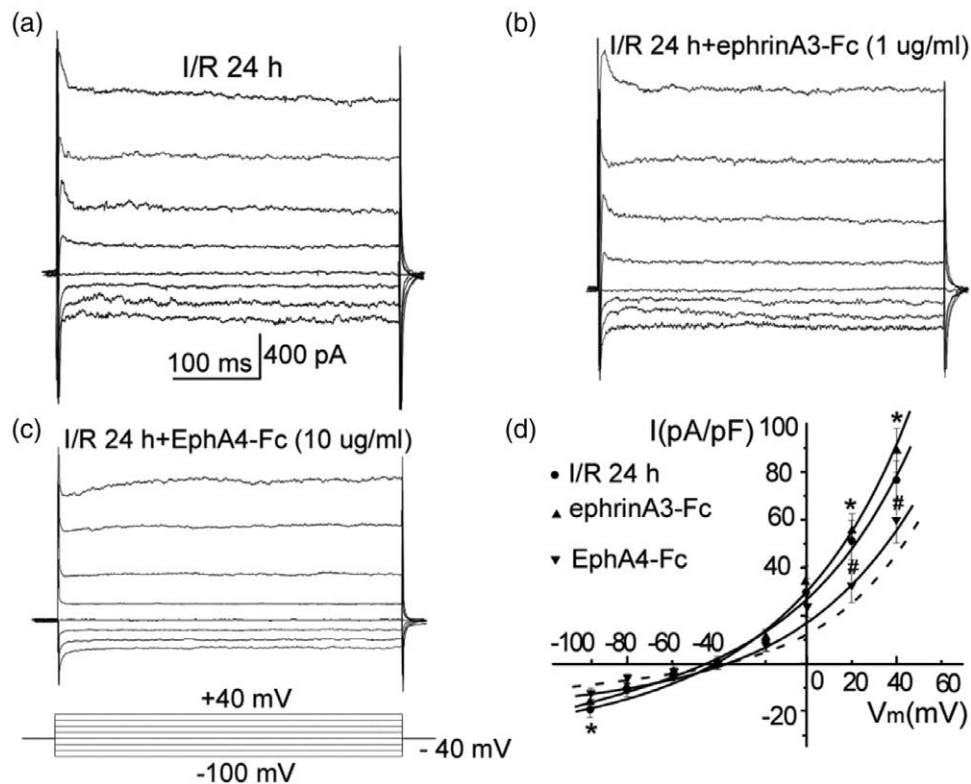 (a)
I/R 24 h
100 ms
400 pA
(b)
I/R 24 h+ephrinA3-Fc (1 ug/ml)
(c)
I/R 24 h+EphA4-Fc (10 ug/ml)
+40 mV
- 40 mV
-100 mV
(d)
I(pA/pF)
100
80
60
40
-20
I/R 24 h
ephrinA3-Fc
EphA4-Fc
-100 -80 -60 -40
0 20 40 60
Vm(mV)
*
*
*
#
#